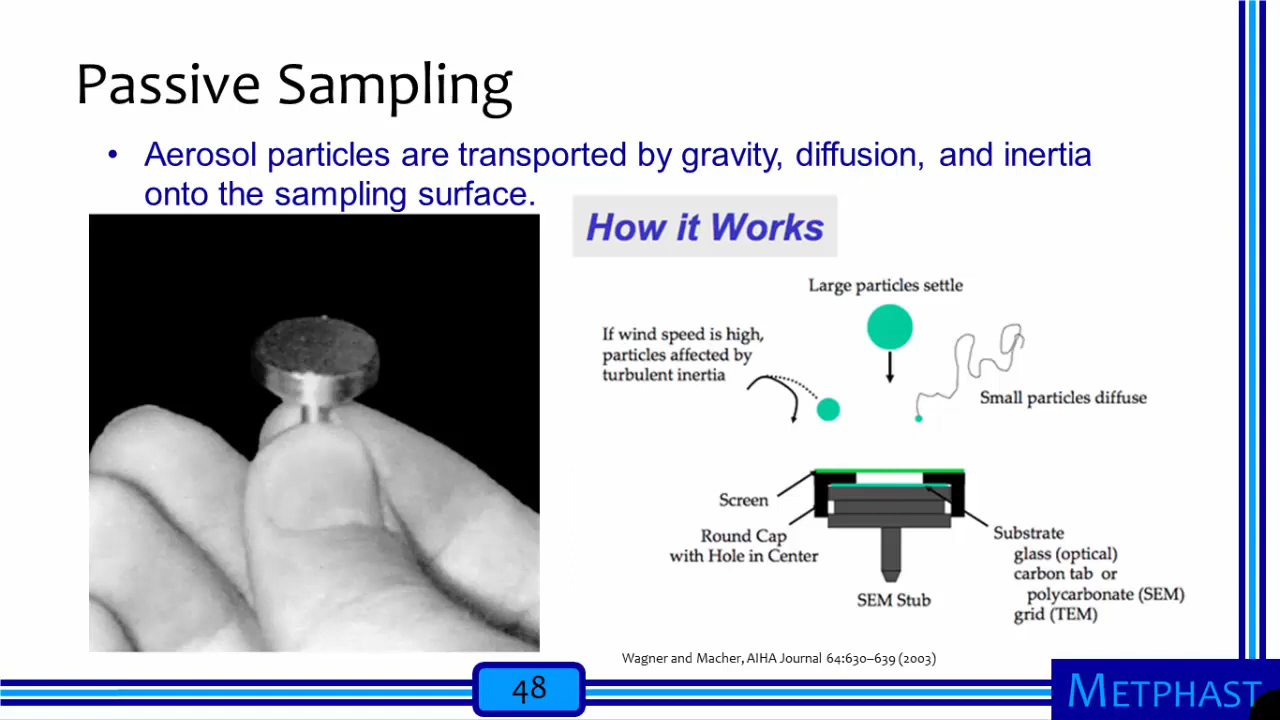 Passive Sampling
• Aerosol particles are transported by gravity, diffusion, and inertia
onto the sampling surface.
How it Works
Large particles settle
If wind speed is high,
particles affected by
turbulent inertia
Small particles diffuse
Screen
Round Cap
with Hole in Center
Substrate
glass (optical)
carbon tab or
polycarbonate (SEM)
grid (TEM)
SEM Stub
Wagner and Macher, AIHA Journal 64:630–639 (2003)
48
METPHAST